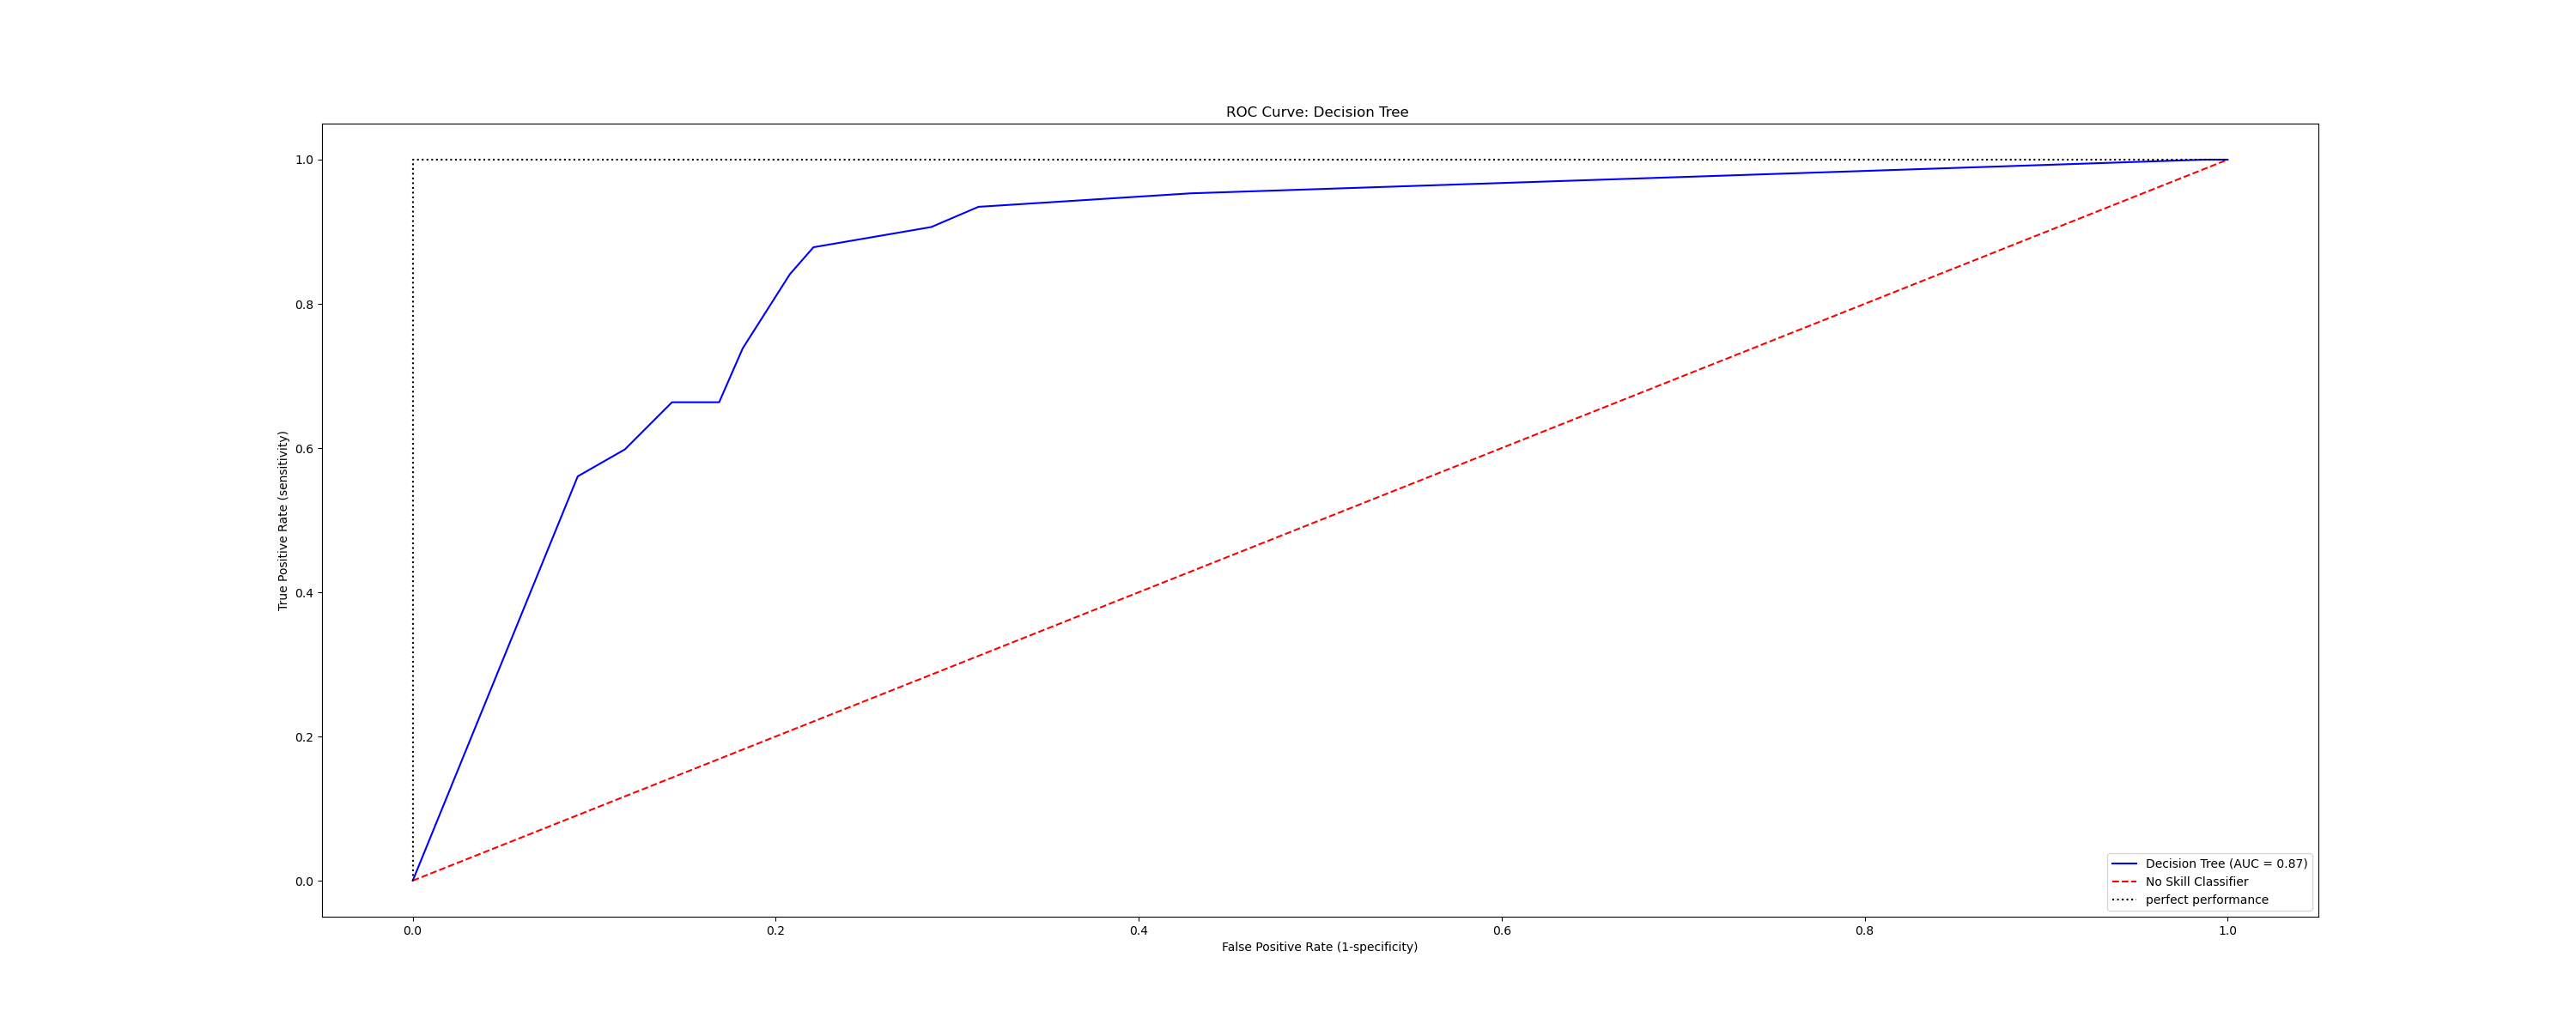 ROC Curve: Decision Tree
1.0
0.8
0.6
0.4
0.2
0.0
True Positive Rate (sensitivity)
0.0 0.2 0.4 0.6 0.8 1.0
False Positive Rate (1-specificity)
Decision Tree (AUC = 0.87)
No Skill Classifier
perfect performance